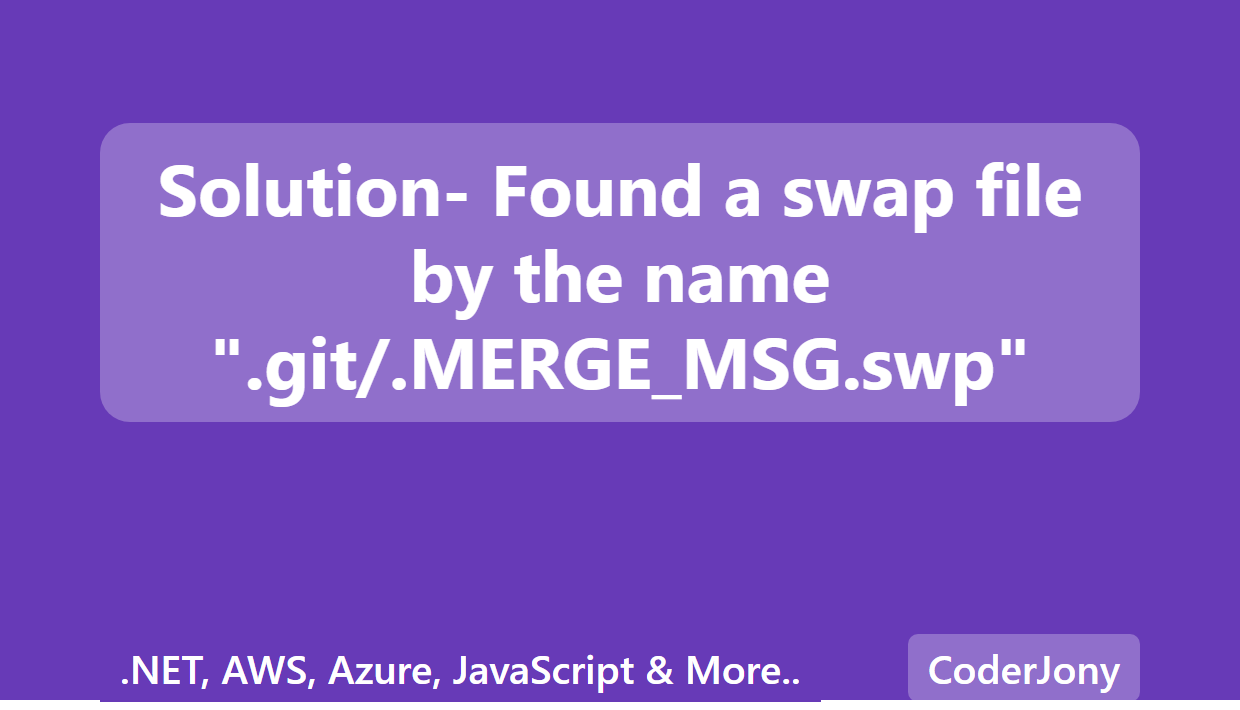 Solution- Found a swap file
by the name
".git/.MERGE_MSG.swp"
.NET, AWS, Azure, JavaScript & More..
CoderJony